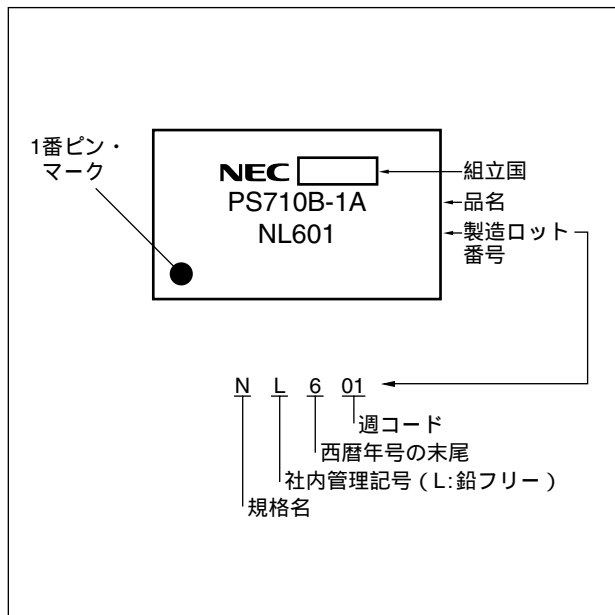 1番ピン・
マーク
NEC
組立国
PS710B-1A
品名
NL601
製造ロット
番号
N L 6 01
週コード
西暦年号の末尾
社内管理記号（L:鉛フリー）
規格名